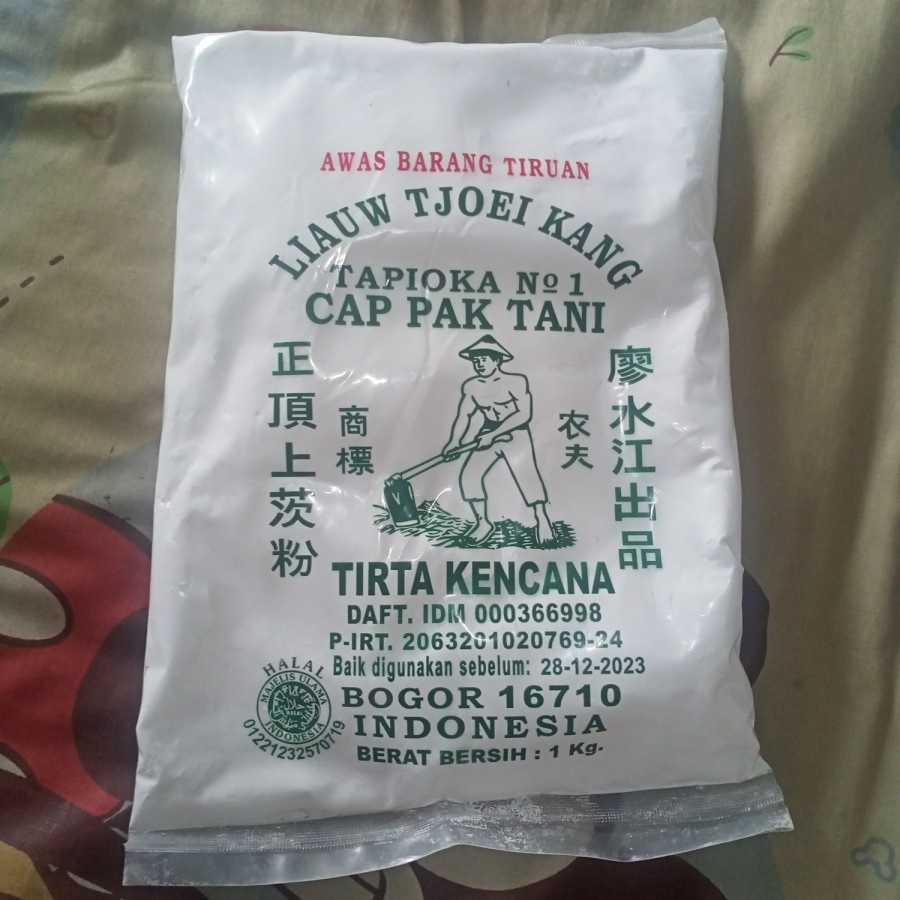 AWAS BARANG TIRUAN
LIAUW TJOEI KANG
TAPIOKA No 1
CAP PAK TANI
正頂上茨粉
商標
农夫
廖水江出品
TIRTA KENCANA
DAFT. IDM 000366998
P-IRT. 2063201020769-24
Baik digunakan sebelum: 28-12-2023
HALAL
MAJELIS ULAMA
INDONESIA
01221232570719
BOGOR 16710
INDONESIA
BERAT BERSIH : 1 Kg.